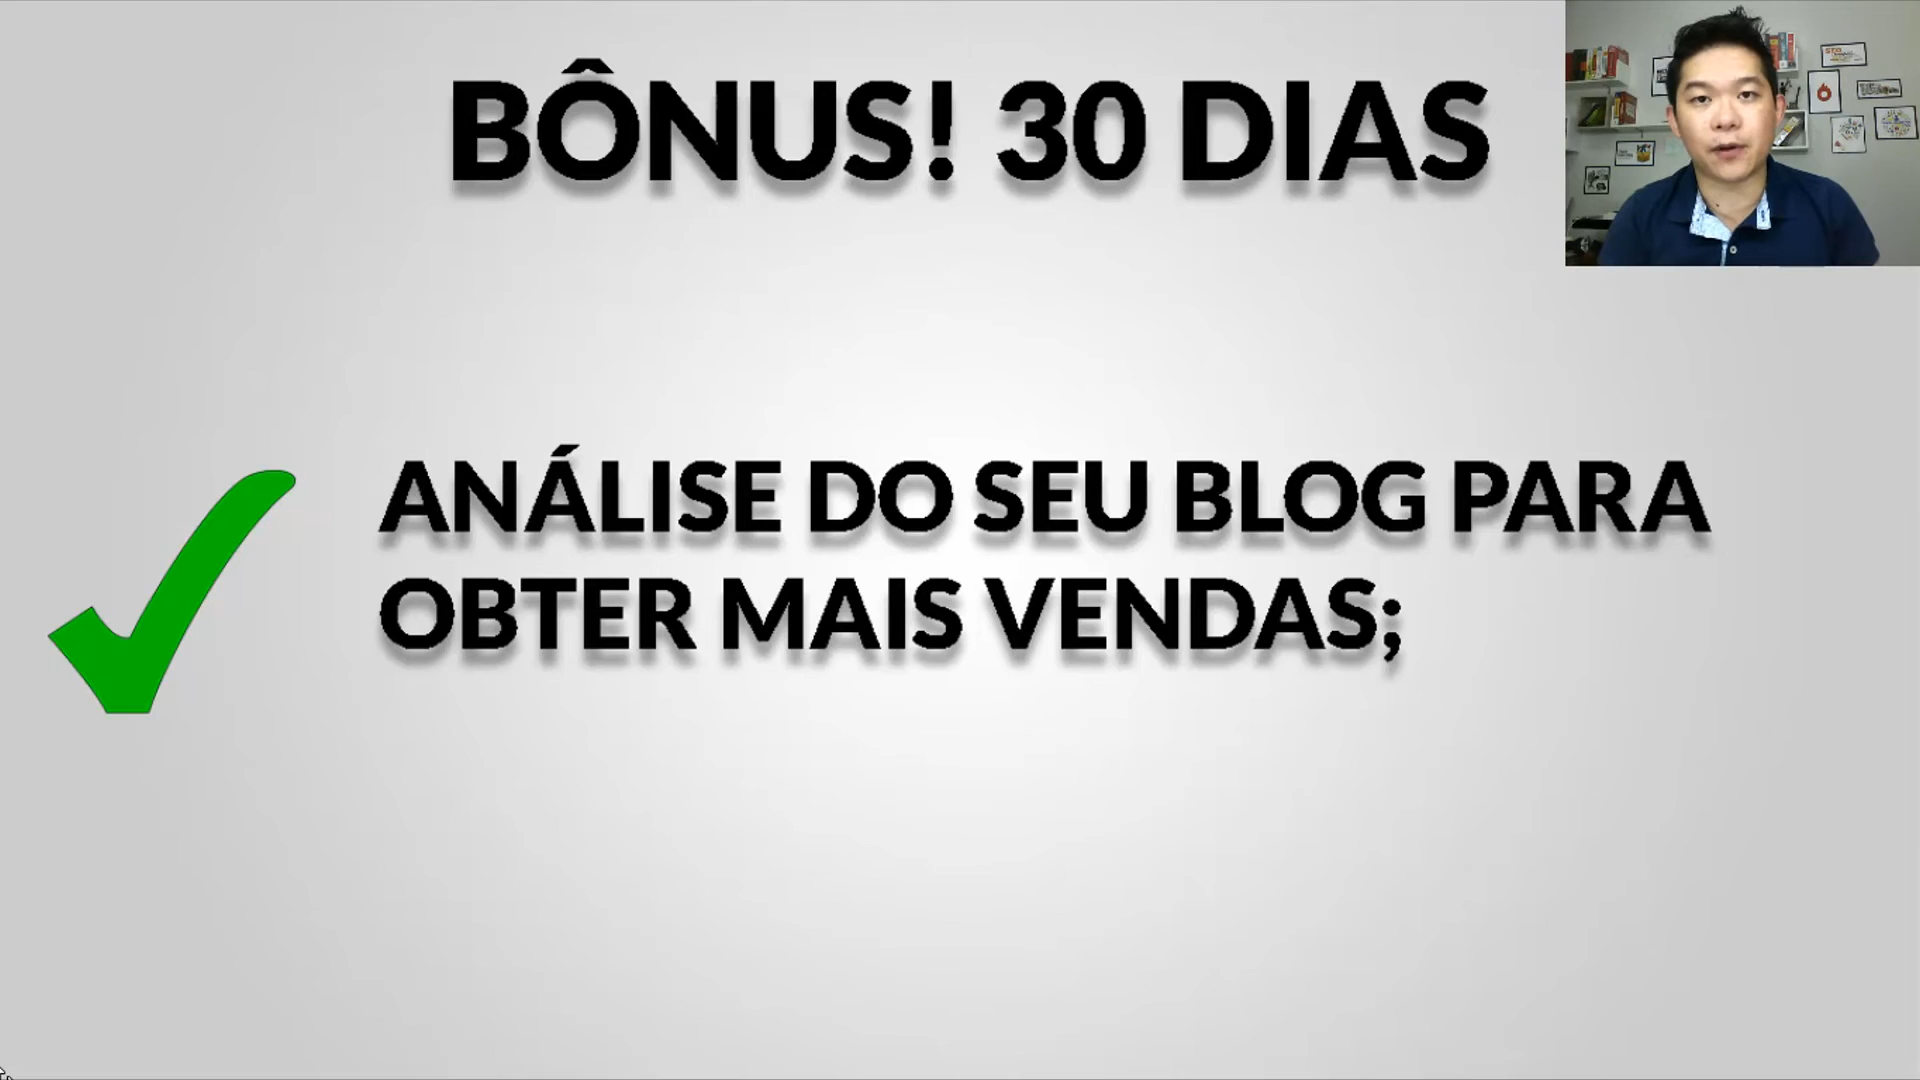 BÔNUS! 30 DIAS
ANÁLISE DO SEU BLOG PARA
OBTER MAIS VENDAS;